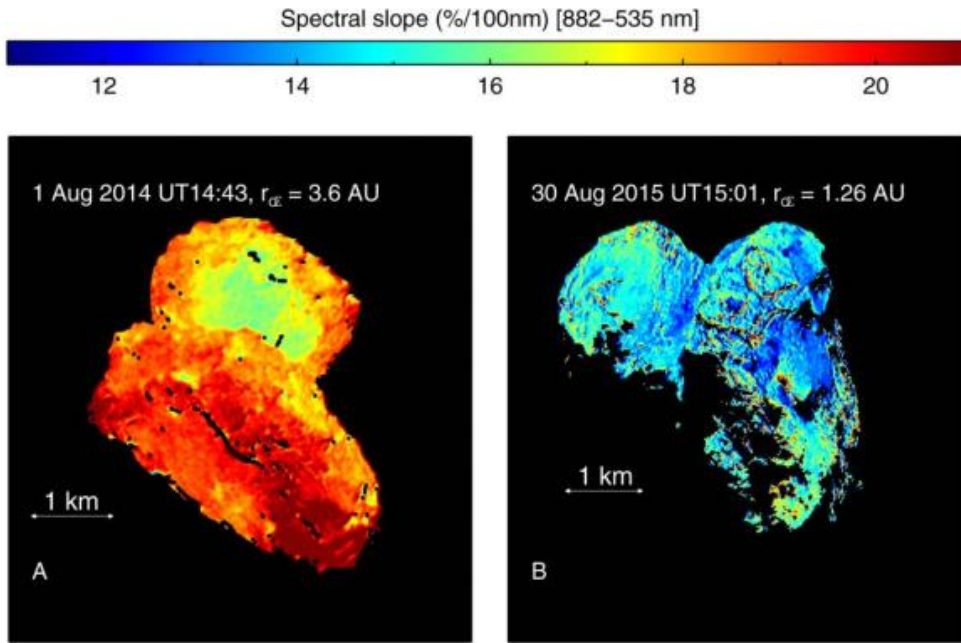 Spectral slope (%/100nm) [882−535 nm]
12 14 16 18 20
1 Aug 2014 UT14:43, r = 3.6 AU
30 Aug 2015 UT15:01, r = 1.26 AU
1 km
1 km
A
B